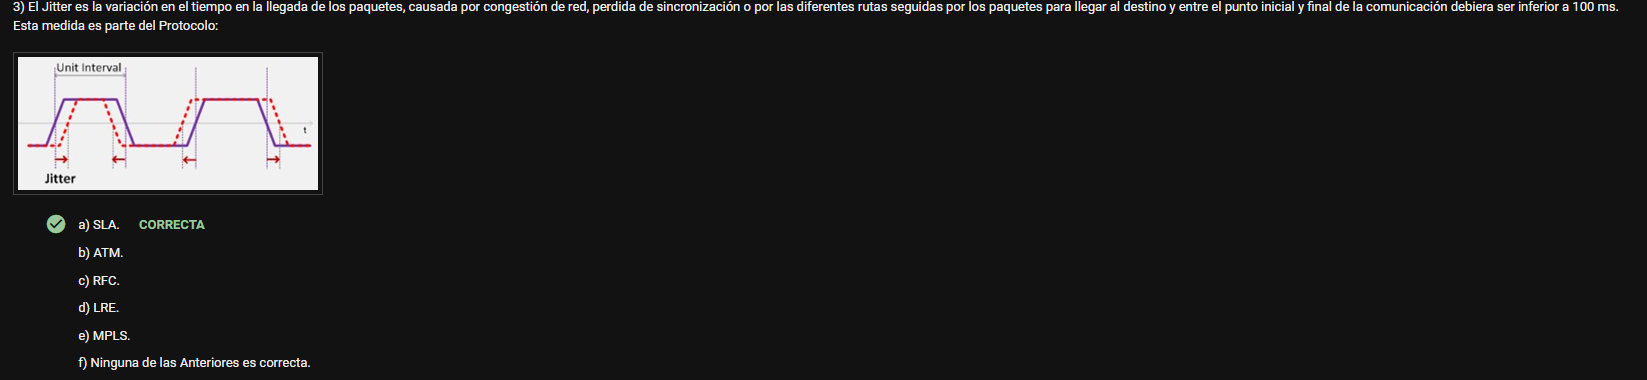 3) El Jitter es la variación en el tiempo en la llegada de los paquetes, causada por congestión de red, perdida de sincronización o por las diferentes rutas seguidas por los paquetes para llegar al destino y entre el punto inicial y final de la comunicación debiera ser inferior a 100 ms.
Esta medida es parte del Protocolo:
Unit Interval
t
Jitter
a) SLA. CORRECTA
b) ATM.
c) RFC.
d) LRE.
e) MPLS.
f) Ninguna de las Anteriores es correcta.